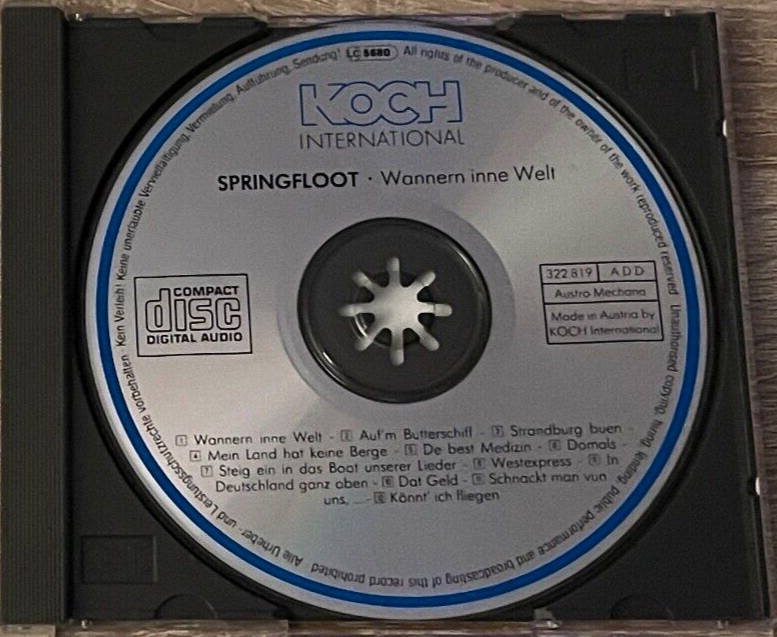 Alle Urheber- und Leistungsschutzrechte vorbehalten · Kein Verleih! Keine unerlaubte Vervielfältigung, Vermietung, Aufführung, Sendung!
LC 5680
All rights of the producer and of the owner of the work reproduced reserved. Unauthorised copying, hiring, lending, public performance and broadcasting of this record prohibited
KOCH
INTERNATIONAL
SPRINGFLOOT · Wannern inne Welt
COMPACT
disc
DIGITAL AUDIO
322 819 ADD
Austro Mechana
Made in Austria by
KOCH International
1 Wannern inne Welt - 2 Auf'm Butterschiff - 3 Strandburg buen -
4 Mein Land hat keine Berge - 5 De best Medizin - 6 Domals -
7 Steig ein in das Boot unserer Lieder - 8 Westexpress - 9 In
Deutschland ganz oben - 10 Dat Geld - 11 Schnackt man vun
uns, ... - 12 Könnt' ich fliegen